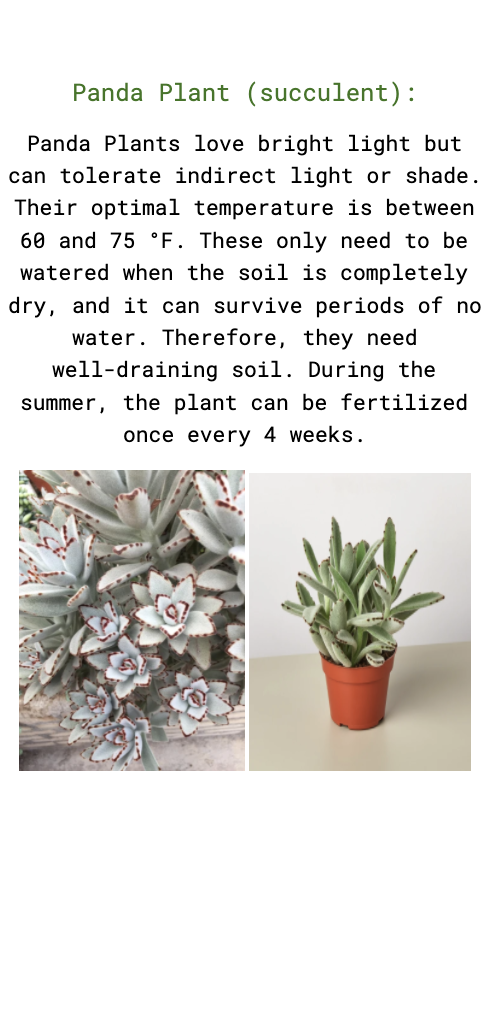 Panda Plant (succulent):
Panda Plants love bright light but
can tolerate indirect light or shade.
Their optimal temperature is between
60 and 75 °F. These only need to be
watered when the soil is completely
dry, and it can survive periods of no
water. Therefore, they need
well-draining soil. During the
summer, the plant can be fertilized
once every 4 weeks.